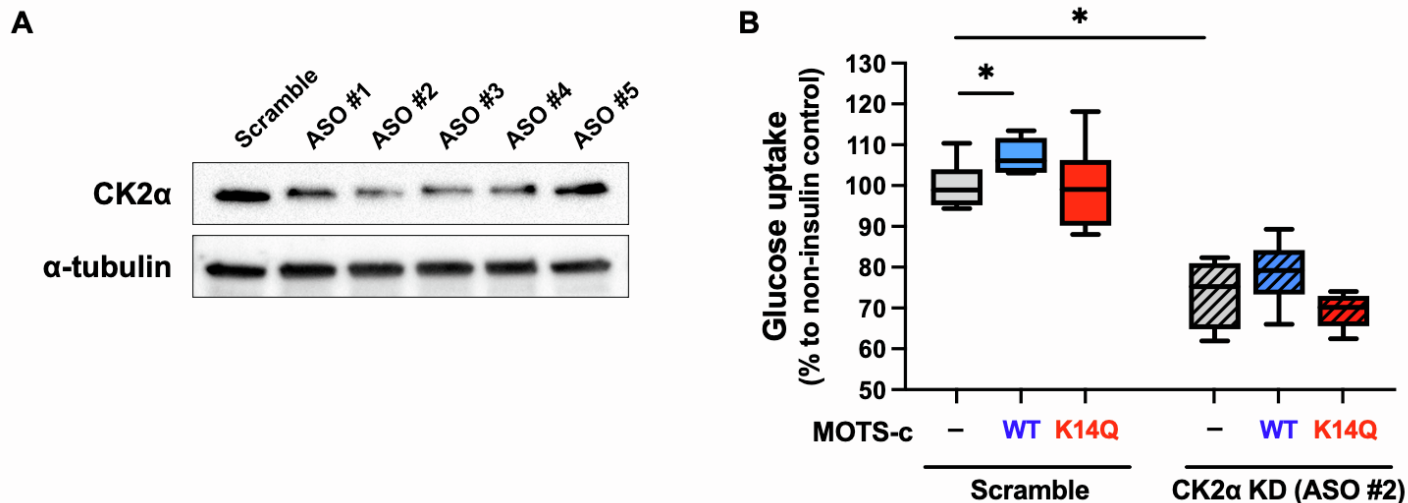 A
Scramble
ASO #1
ASO #2
ASO #3
ASO #4
ASO #5
CK2α
α-tubulin
B
*
*
Glucose uptake
(% to non-insulin control)
130
120
110
100
90
80
70
60
50
MOTS-c – WT K14Q – WT K14Q
Scramble CK2α KD (ASO #2)